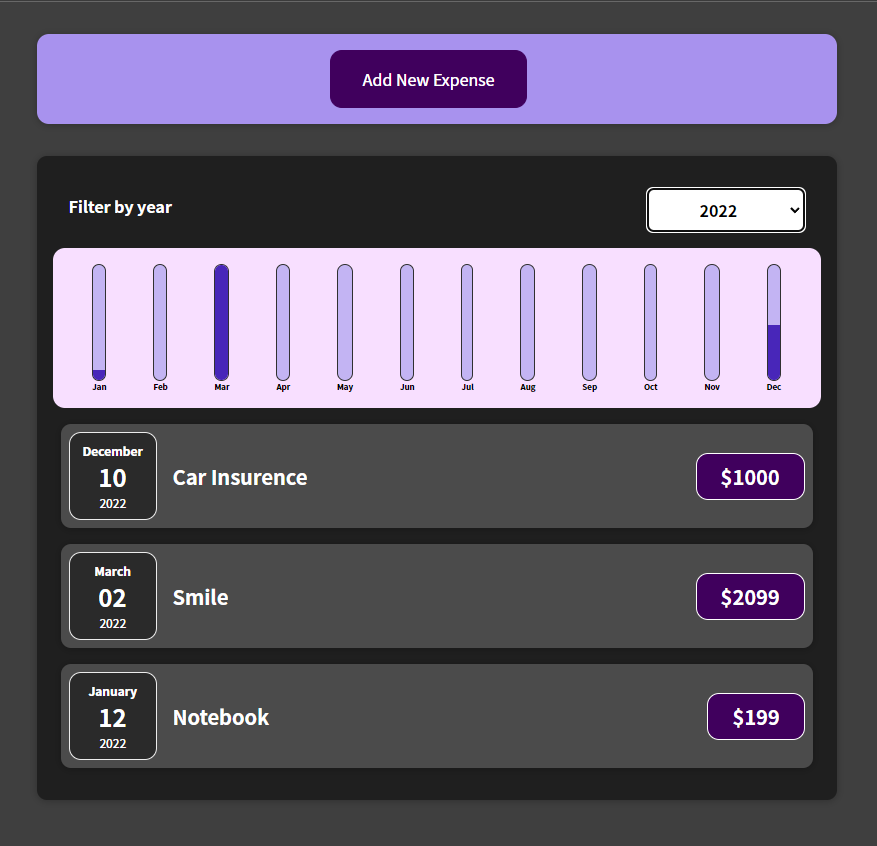 Add New Expense
Filter by year
2022
Jan Feb Mar Apr May Jun Jul Aug Sep Oct Nov Dec
December
10
2022
Car Insurence
$1000
March
02
2022
Smile
$2099
January
12
2022
Notebook
$199